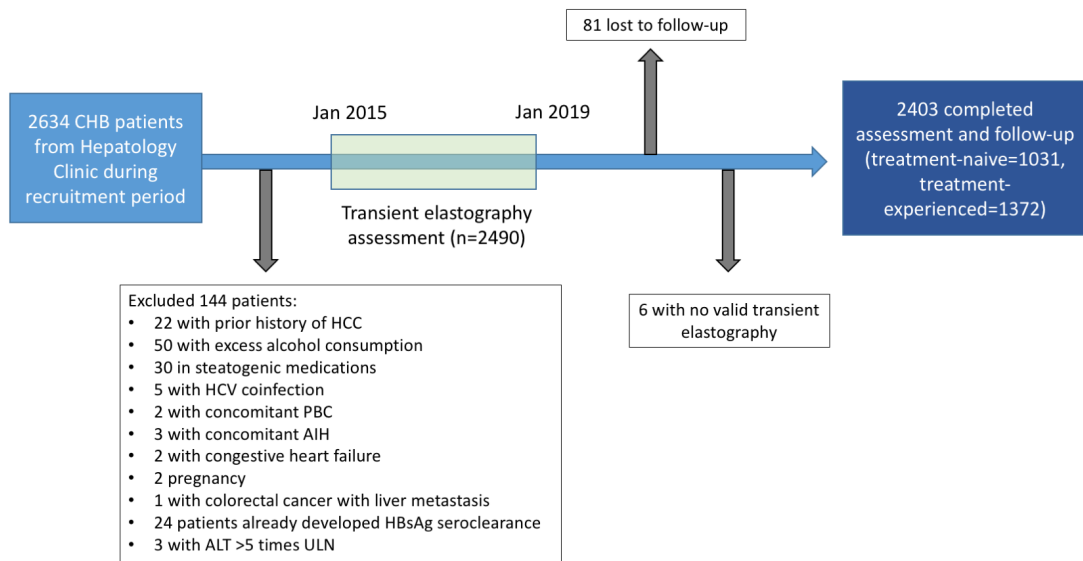 81 lost to follow-up
Jan 2015
Jan 2019
2634 CHB patients
from Hepatology
Clinic during
recruitment period
2403 completed
assessment and follow-up
(treatment-naive=1031,
treatment-
experienced=1372)
Transient elastography
assessment (n=2490)
Excluded 144 patients:
• 22 with prior history of HCC
• 50 with excess alcohol consumption
• 30 in steatogenic medications
• 5 with HCV coinfection
• 2 with concomitant PBC
• 3 with concomitant AIH
• 2 with congestive heart failure
• 2 pregnancy
• 1 with colorectal cancer with liver metastasis
• 24 patients already developed HBsAg seroclearance
• 3 with ALT >5 times ULN
6 with no valid transient
elastography